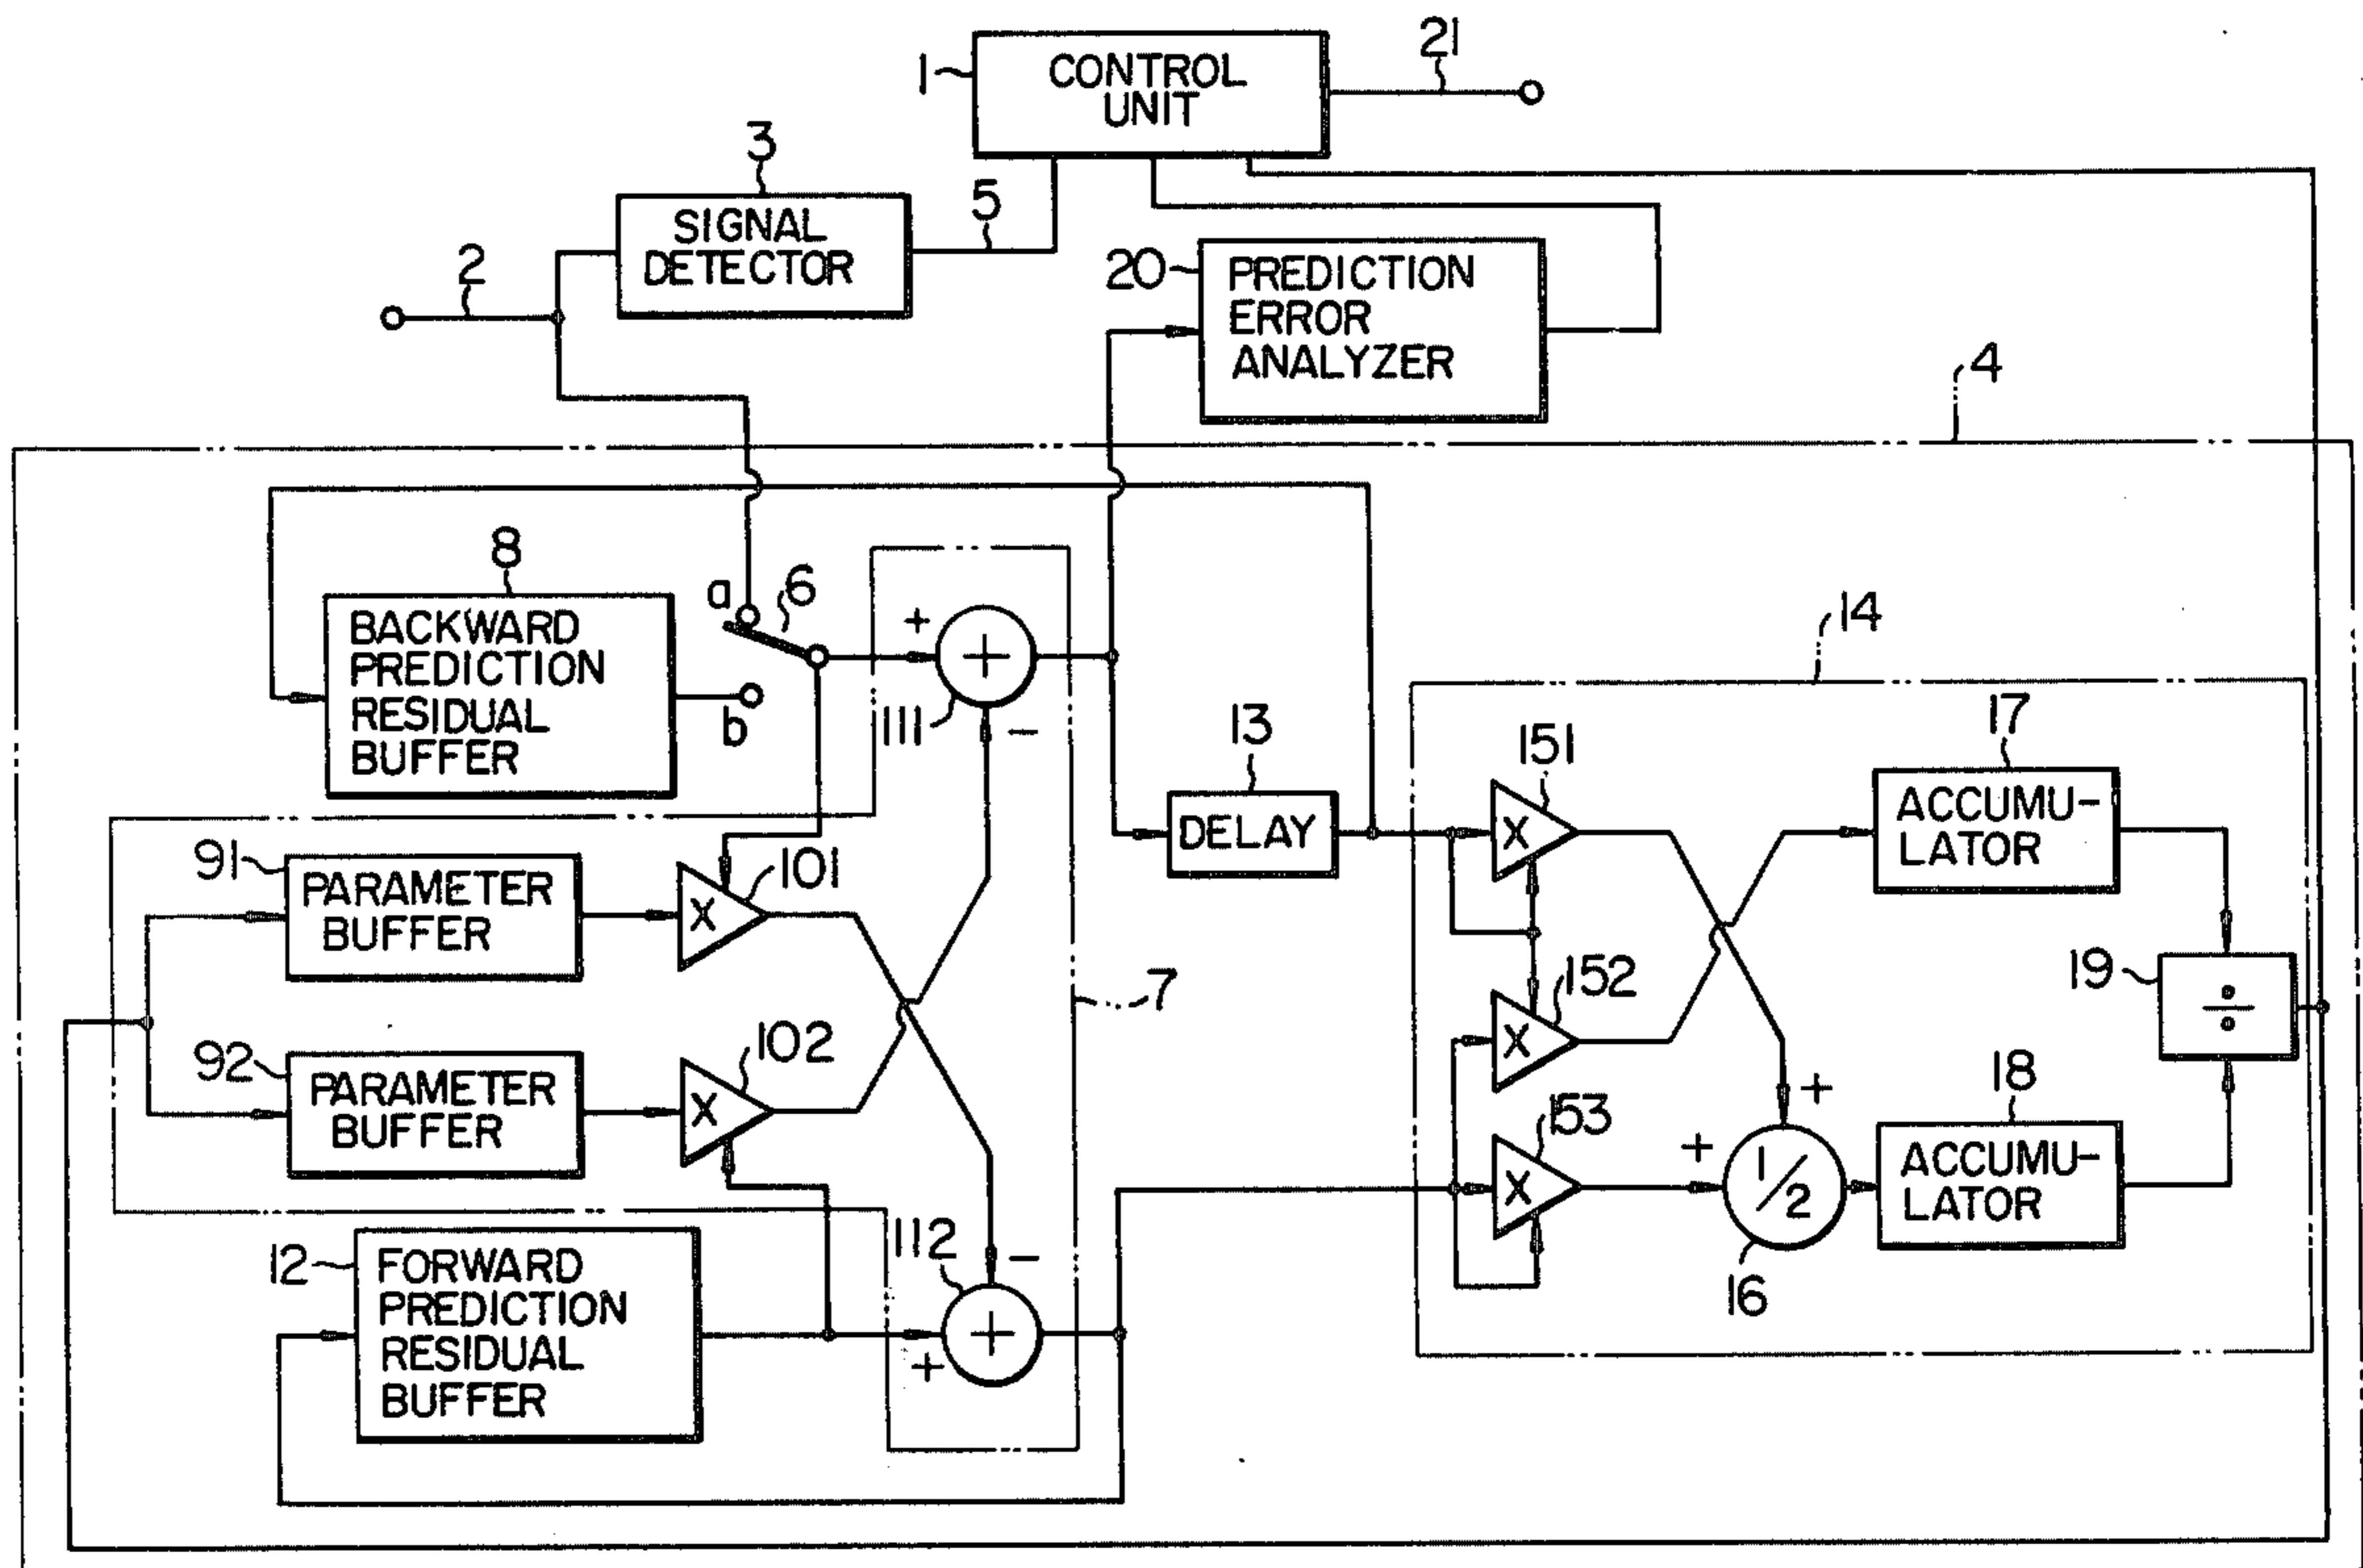 21
1
CONTROL
UNIT
3
SIGNAL
DETECTOR
5
2
20
PREDICTION
ERROR
ANALYZER
4
8
BACKWARD
PREDICTION
RESIDUAL
BUFFER
a
6
b
+
+
111
−
14
13
DELAY
151
X
17
ACCUMU-
LATOR
91
PARAMETER
BUFFER
101
X
7
152
X
19
÷
92
PARAMETER
BUFFER
102
X
153
X
+
+
1/2
16
18
ACCUMU-
LATOR
12
FORWARD
PREDICTION
RESIDUAL
BUFFER
112
−
+
+